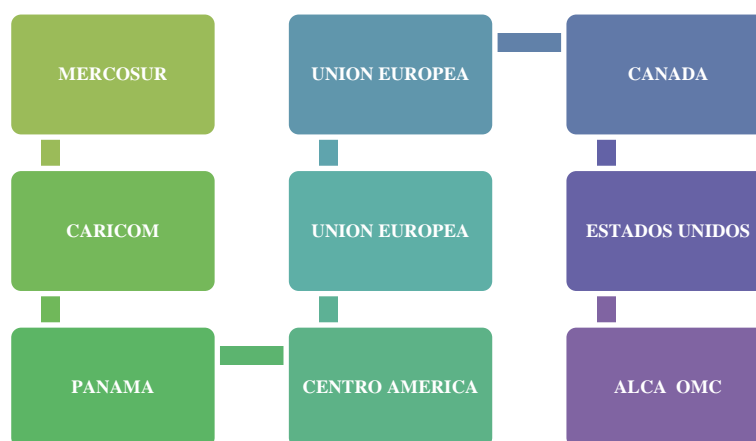 MERCOSUR
CARICOM
PANAMA
CENTRO AMERICA
UNION EUROPEA
UNION EUROPEA
CANADA
ESTADOS UNIDOS
ALCA  OMC